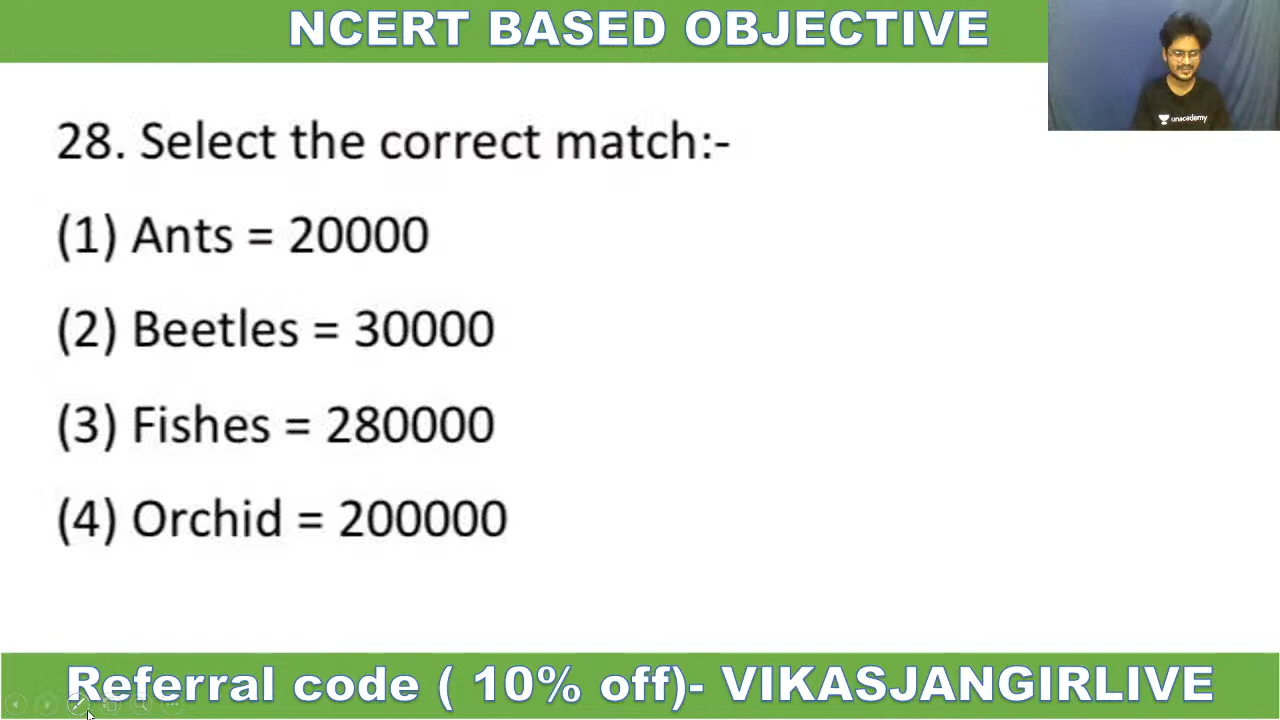 NCERT BASED OBJECTIVE
unacademy
28. Select the correct match:-
(1) Ants = 20000
(2) Beetles = 30000
(3) Fishes = 280000
(4) Orchid = 200000
Referral code ( 10% off)- VIKASJANGIRLIVE